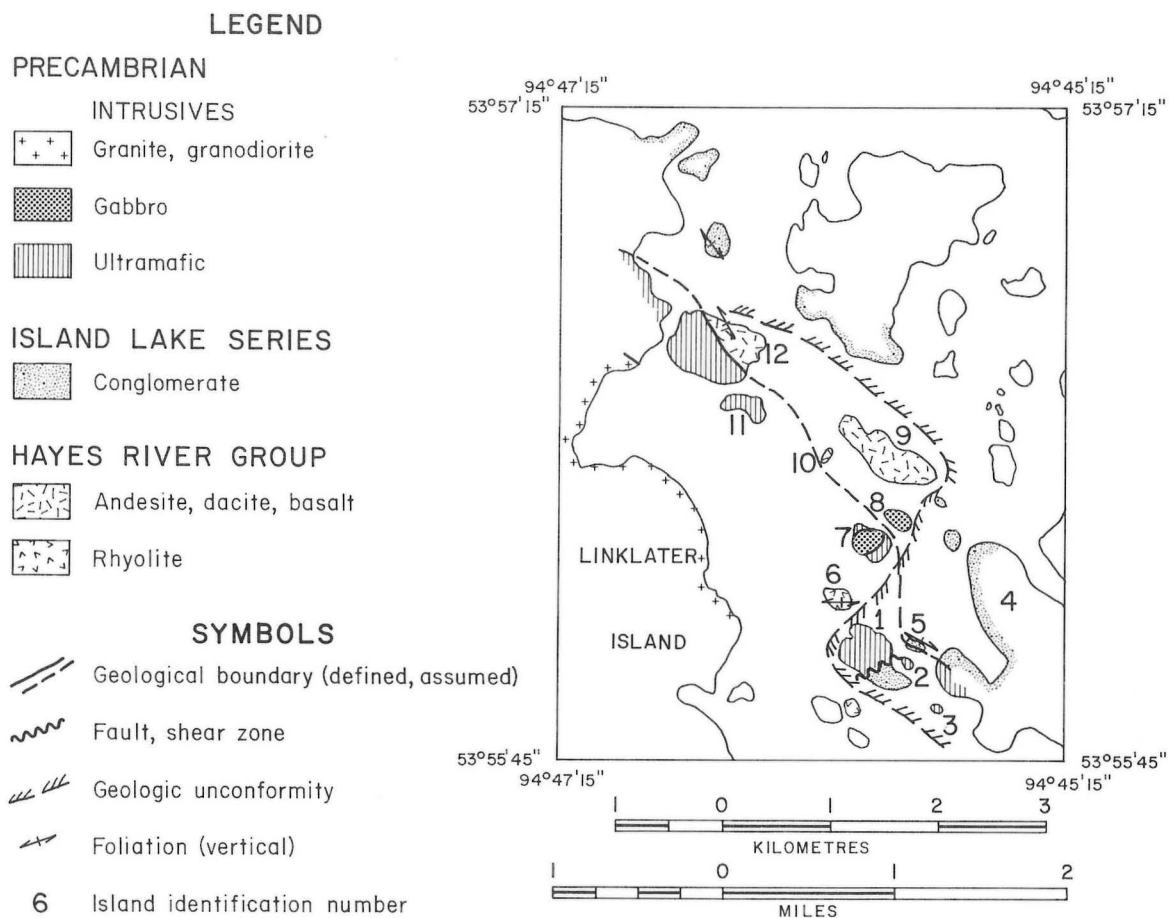 LEGEND
PRECAMBRIAN
INTRUSIVES
Granite, granodiorite
Gabbro
Ultramafic
ISLAND LAKE SERIES
Conglomerate
HAYES RIVER GROUP
Andesite, dacite, basalt
Rhyolite
SYMBOLS
Geological boundary (defined, assumed)
Fault, shear zone
Geologic unconformity
Foliation (vertical)
6 Island identification number
94°47'15" 94°45'15"
53°57'15" 53°57'15"
12
11
9
10
8
7
LINKLATER
6
4
1 5
ISLAND
2
3
53°55'45" 53°55'45"
94°47'15" 94°45'15"
1 0 1 2 3
KILOMETRES
1 0 1 2
MILES